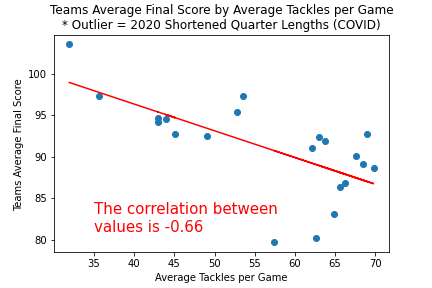 Teams Average Final Score by Average Tackles per Game
* Outlier = 2020 Shortened Quarter Lengths (COVID)
Teams Average Final Score
100
95
90
85
80
The correlation between
values is -0.66
35
40
45
50
55
60
65
70
Average Tackles per Game